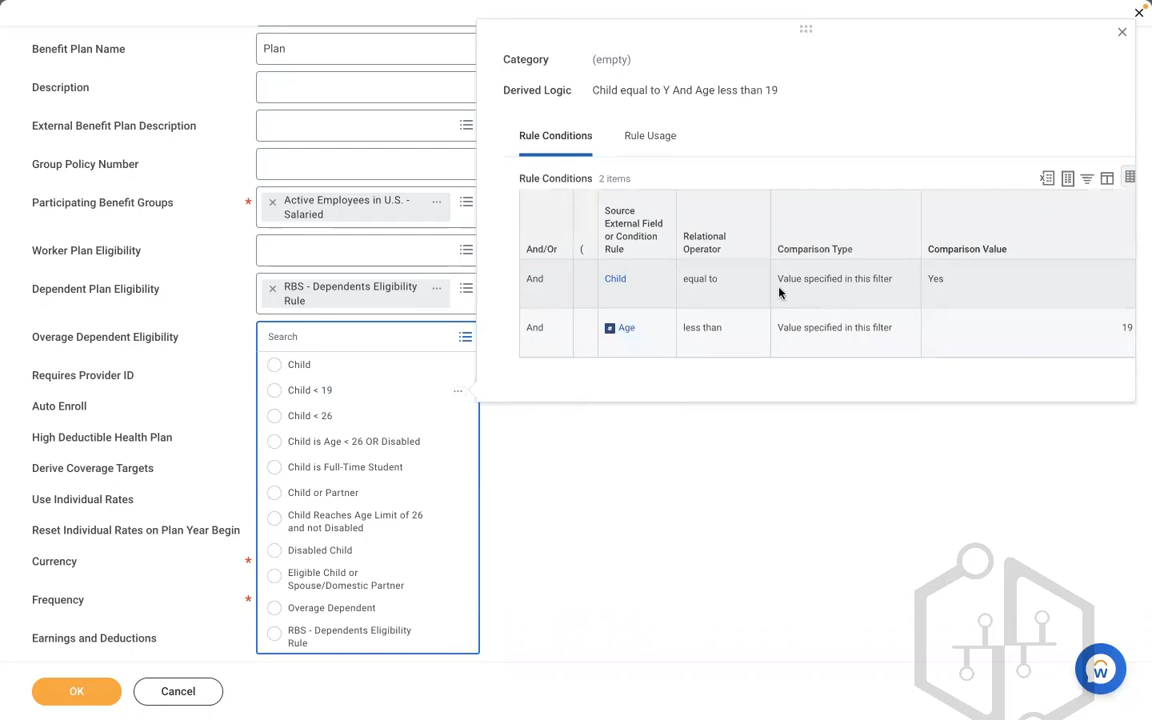 Benefit Plan Name
Plan
Description
External Benefit Plan Description
Group Policy Number
Participating Benefit Groups *
Active Employees in U.S. -
Salaried
Worker Plan Eligibility
Dependent Plan Eligibility
RBS - Dependents Eligibility
Rule
Overage Dependent Eligibility
Search
Child
Child < 19
Child < 26
Child is Age < 26 OR Disabled
Child is Full-Time Student
Child or Partner
Child Reaches Age Limit of 26
and not Disabled
Disabled Child
Eligible Child or
Spouse/Domestic Partner
Overage Dependent
RBS - Dependents Eligibility
Rule
Requires Provider ID
Auto Enroll
High Deductible Health Plan
Derive Coverage Targets
Use Individual Rates
Reset Individual Rates on Plan Year Begin
Currency *
Frequency *
Earnings and Deductions
OK
Cancel
Category (empty)
Derived Logic Child equal to Y And Age less than 19
Rule Conditions Rule Usage
Rule Conditions 2 items
And/Or
(
Source
External Field
or Condition
Rule
Relational
Operator
Comparison Type
Comparison Value
And Child equal to Value specified in this filter Yes
And # Age less than Value specified in this filter 19
W